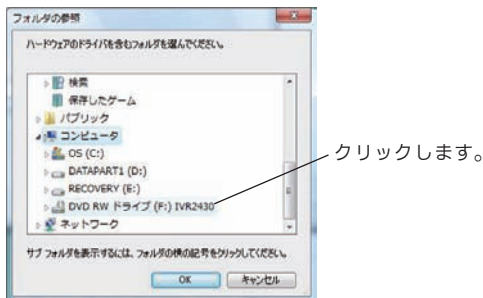 フォルダの参照
ハードウェアのドライバを含むフォルダを選んでください。
検索
保存したゲーム
パブリック
コンピュータ
OS (C:)
DATAPART1 (D:)
RECOVERY (E:)
DVD RW ドライブ (F:) IVR2430
ネットワーク
クリックします。
サブ フォルダを表示するには、フォルダの横の記号をクリックしてください。
OK
キャンセル